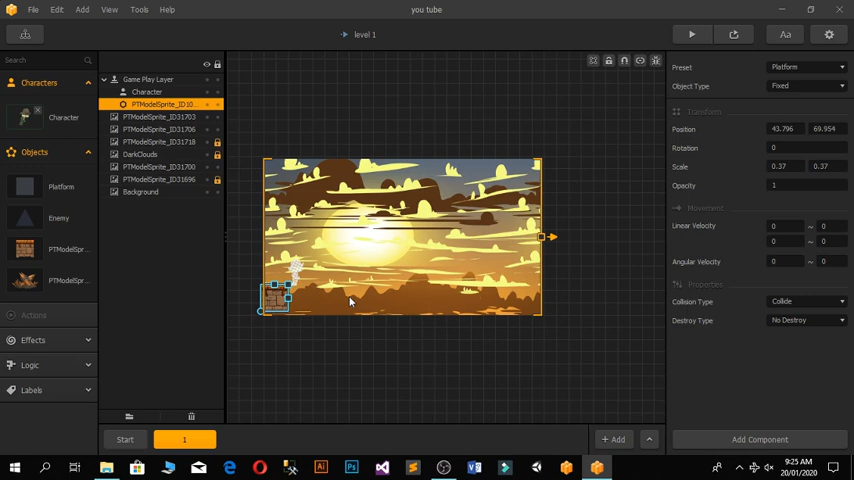 File Edit Add View Tools Help
you tube
level 1
Aa
Search
Characters
Character
Objects
Platform
Enemy
PTModelSpr...
PTModelSpr...
Actions
Effects
Logic
Labels
Game Play Layer
Character
PTModelSprite_ID10...
PTModelSprite_ID31703
PTModelSprite_ID31706
PTModelSprite_ID31718
DarkClouds
PTModelSprite_ID31700
PTModelSprite_ID31696
Background
Start
1
+ Add
Preset Platform
Object Type Fixed
Transform
Position 43.796 69.954
Rotation 0
Scale 0.37 0.37
Opacity 1
Movement
Linear Velocity 0 ~ 0
0 ~ 0
Angular Velocity 0 ~ 0
Properties
Collision Type Collide
Destroy Type No Destroy
Add Component
Ai Ps
9:25 AM
20/01/2020